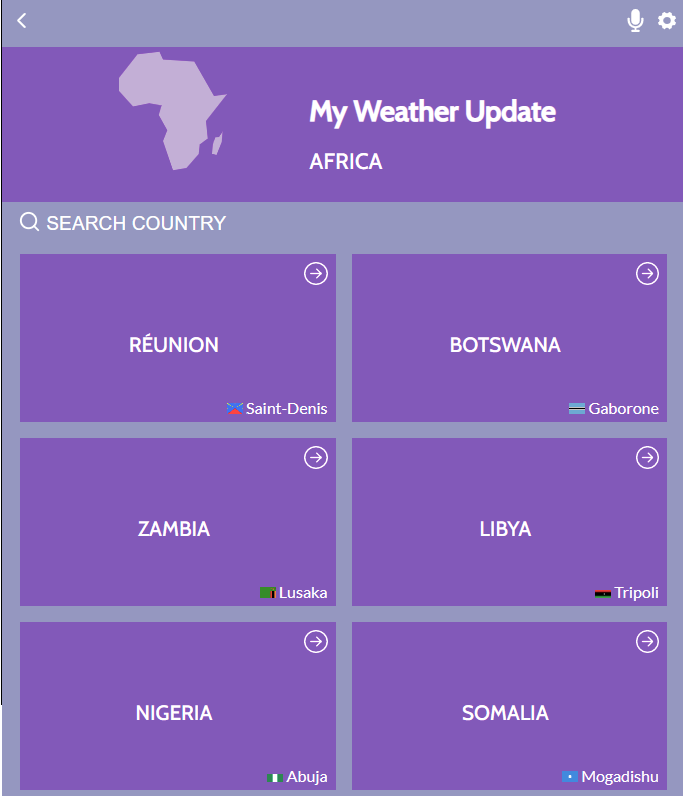 My Weather Update
AFRICA
SEARCH COUNTRY
RÉUNION
Saint-Denis
BOTSWANA
Gaborone
ZAMBIA
Lusaka
LIBYA
Tripoli
NIGERIA
Abuja
SOMALIA
Mogadishu